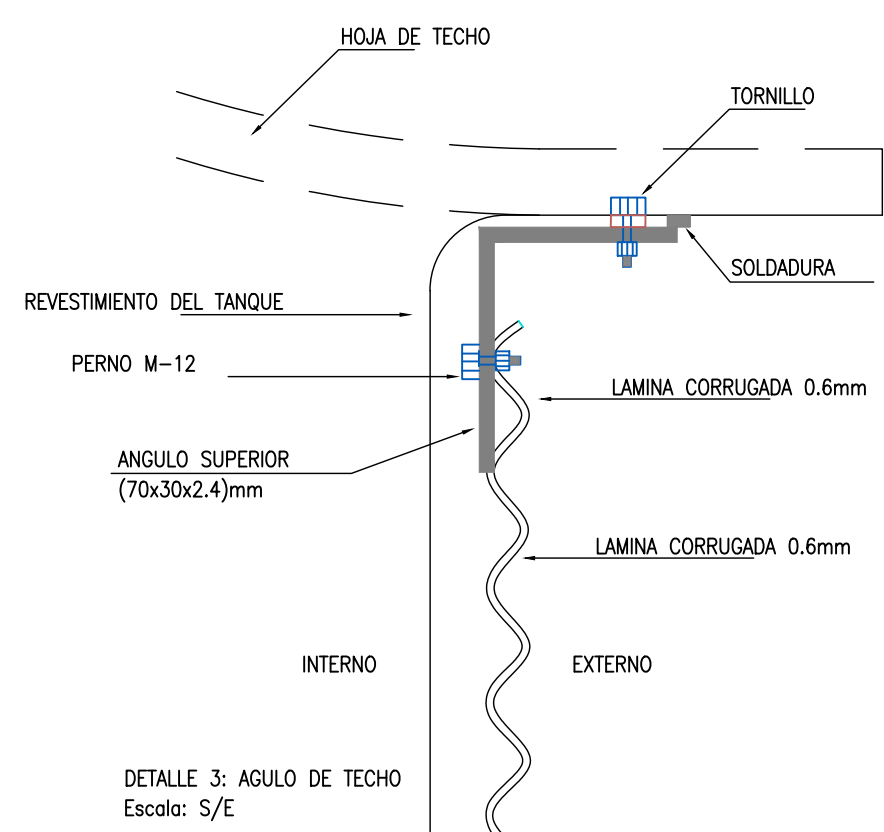 HOJA DE TECHO
TORNILLO
SOLDADURA
REVESTIMIENTO DEL TANQUE
PERNO M-12
LAMINA CORRUGADA 0.6mm
ANGULO SUPERIOR
(70x30x2.4)mm
LAMINA CORRUGADA 0.6mm
INTERNO
EXTERNO
DETALLE 3: AGULO DE TECHO
Escala: S/E